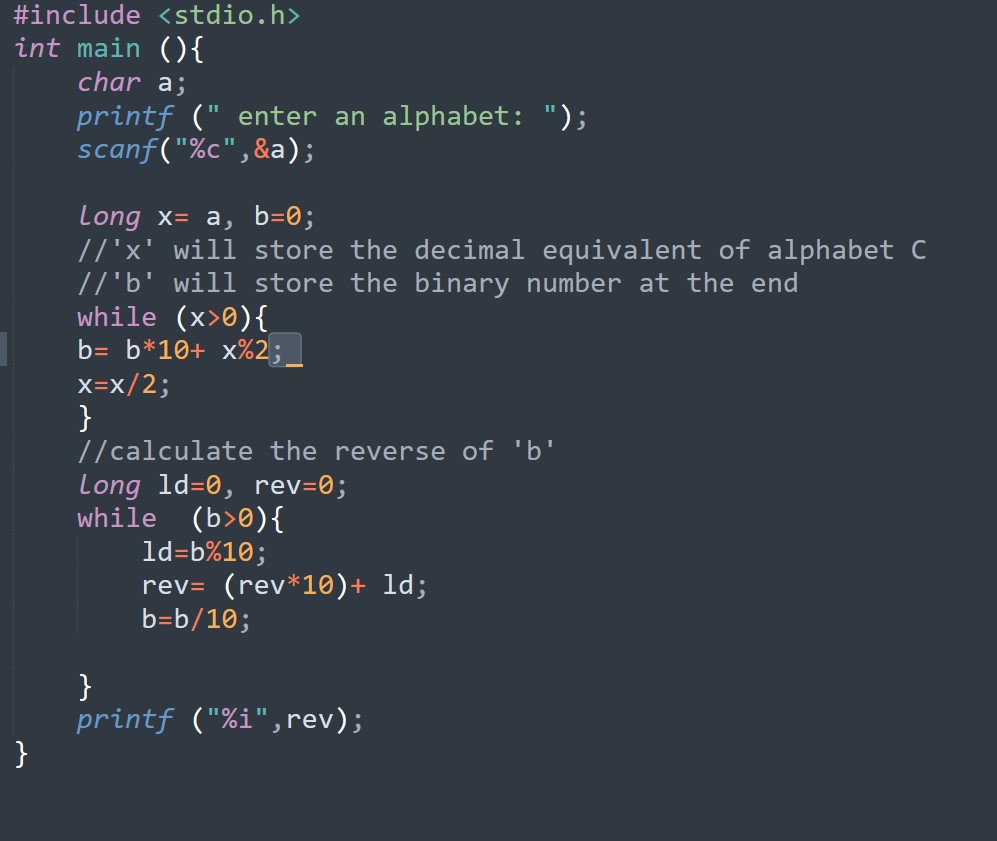 #include <stdio.h>
int main (){
    char a;
    printf (" enter an alphabet: ");
    scanf("%c",&a);

    long x= a, b=0;
    //'x' will store the decimal equivalent of alphabet C
    //'b' will store the binary number at the end
    while (x>0){
    b= b*10+ x%2;
    x=x/2;
    }
    //calculate the reverse of 'b'
    long ld=0, rev=0;
    while  (b>0){
        ld=b%10;
        rev= (rev*10)+ ld;
        b=b/10;

    }
    printf ("%i",rev);
}